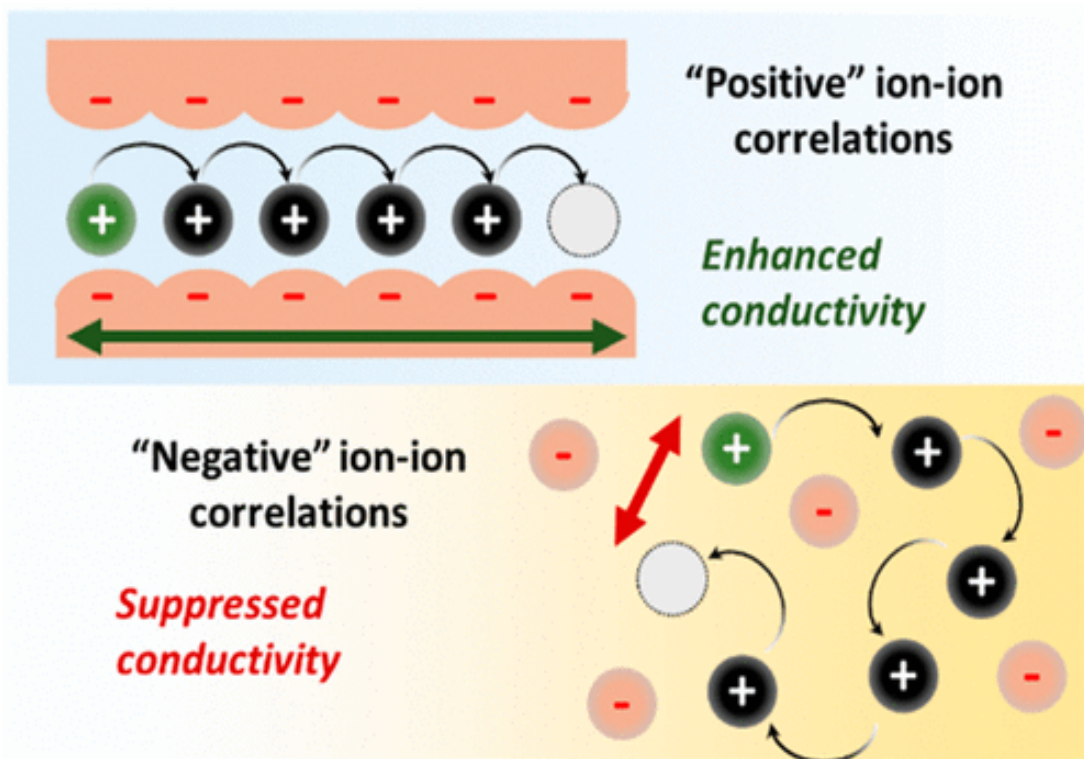 “Positive” ion-ion
correlations
- - - - - -
+ + + + +
Enhanced
conductivity
- - - - - -
“Negative” ion-ion
correlations
Suppressed
conductivity
- + + -
-
+
+ + -
-